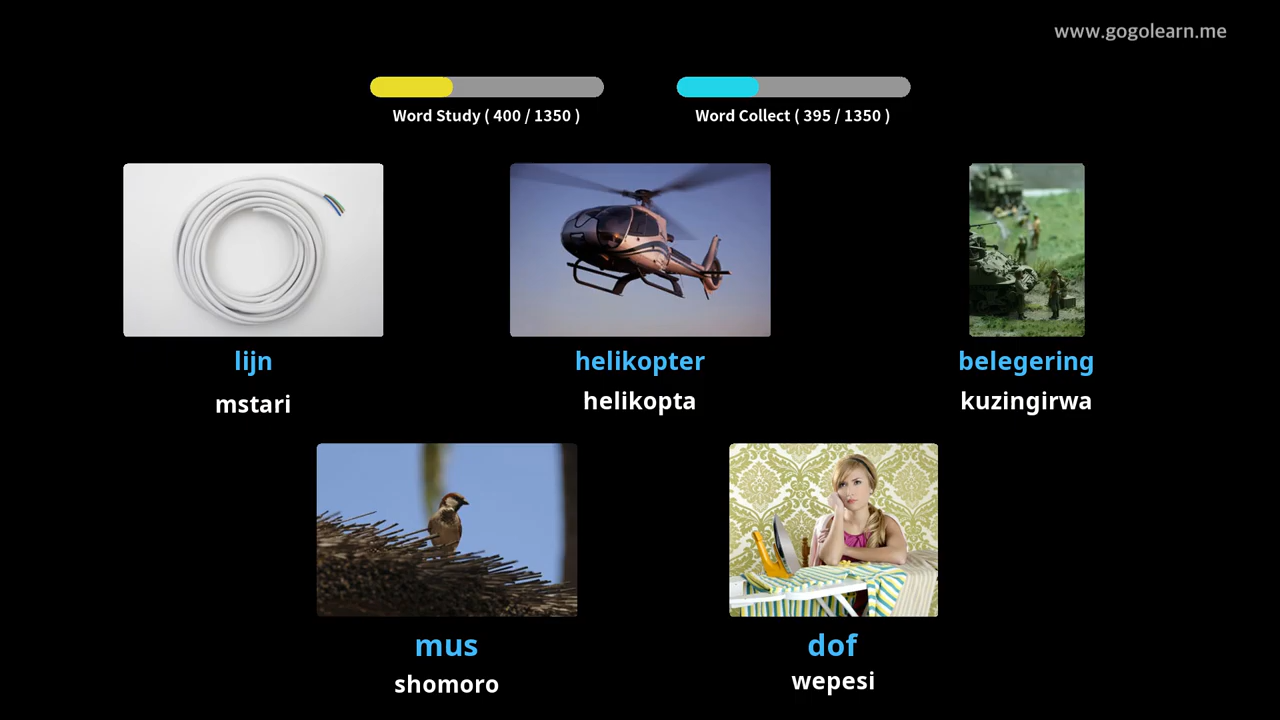 www.gogolearn.me
Word Study ( 400 / 1350 )
Word Collect ( 395 / 1350 )
lijn
mstari
helikopter
helikopta
belegering
kuzingirwa
mus
shomoro
dof
wepesi